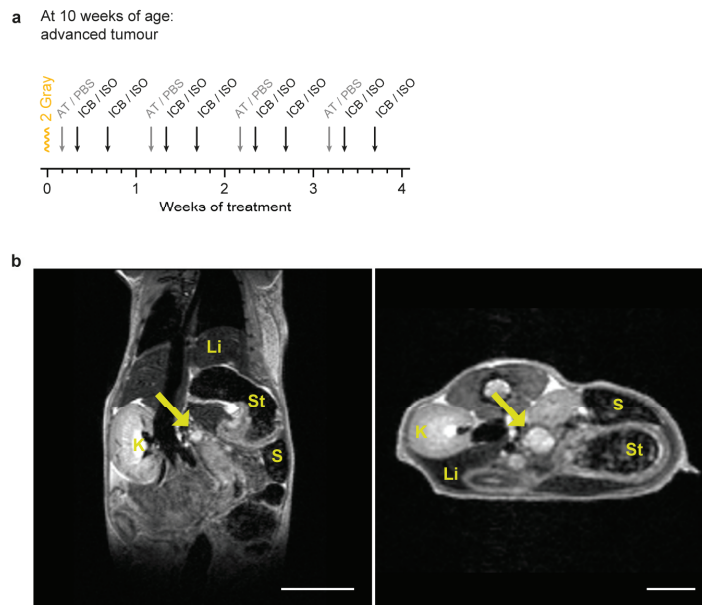 a
At 10 weeks of age:
advanced tumour
2 Gray
AT / PBS
ICB / ISO
ICB / ISO
AT / PBS
ICB / ISO
ICB / ISO
AT / PBS
ICB / ISO
ICB / ISO
AT / PBS
ICB / ISO
ICB / ISO
0 1 2 3 4
Weeks of treatment
b
Li
St
K
S
S
K
St
Li